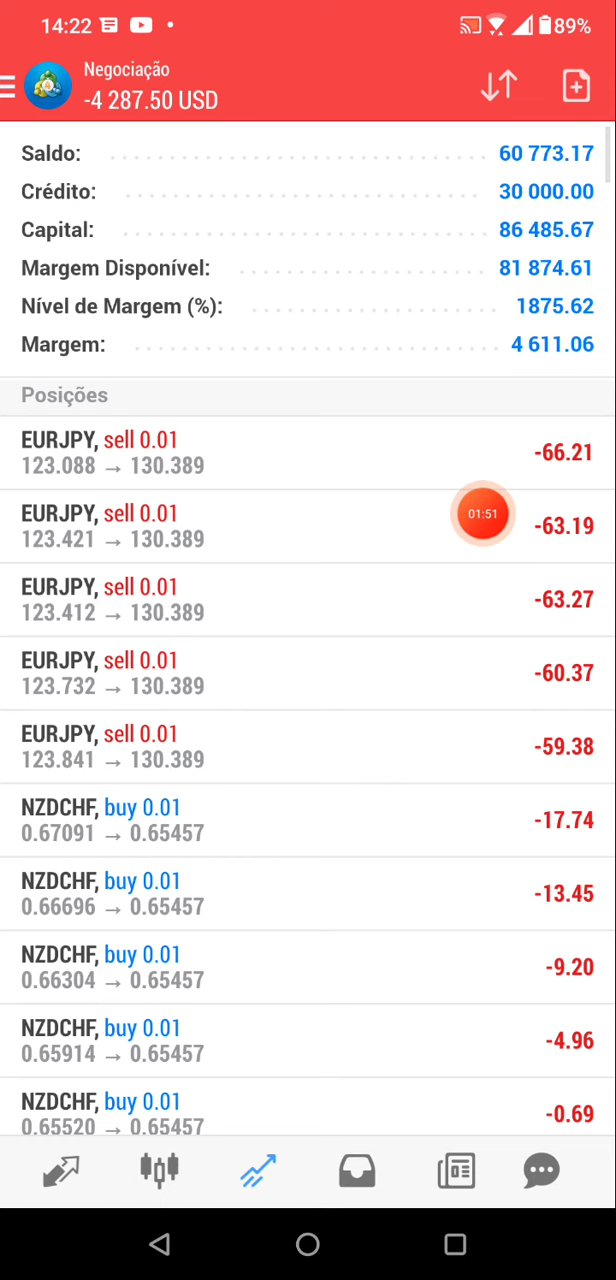 14:22
89%
Negociação
-4 287.50 USD
Saldo: 60 773.17
Crédito: 30 000.00
Capital: 86 485.67
Margem Disponível: 81 874.61
Nível de Margem (%): 1875.62
Margem: 4 611.06
Posições
EURJPY, sell 0.01
123.088 → 130.389
-66.21
EURJPY, sell 0.01
123.421 → 130.389
01:51
-63.19
EURJPY, sell 0.01
123.412 → 130.389
-63.27
EURJPY, sell 0.01
123.732 → 130.389
-60.37
EURJPY, sell 0.01
123.841 → 130.389
-59.38
NZDCHF, buy 0.01
0.67091 → 0.65457
-17.74
NZDCHF, buy 0.01
0.66696 → 0.65457
-13.45
NZDCHF, buy 0.01
0.66304 → 0.65457
-9.20
NZDCHF, buy 0.01
0.65914 → 0.65457
-4.96
NZDCHF, buy 0.01
0.65520 → 0.65457
-0.69